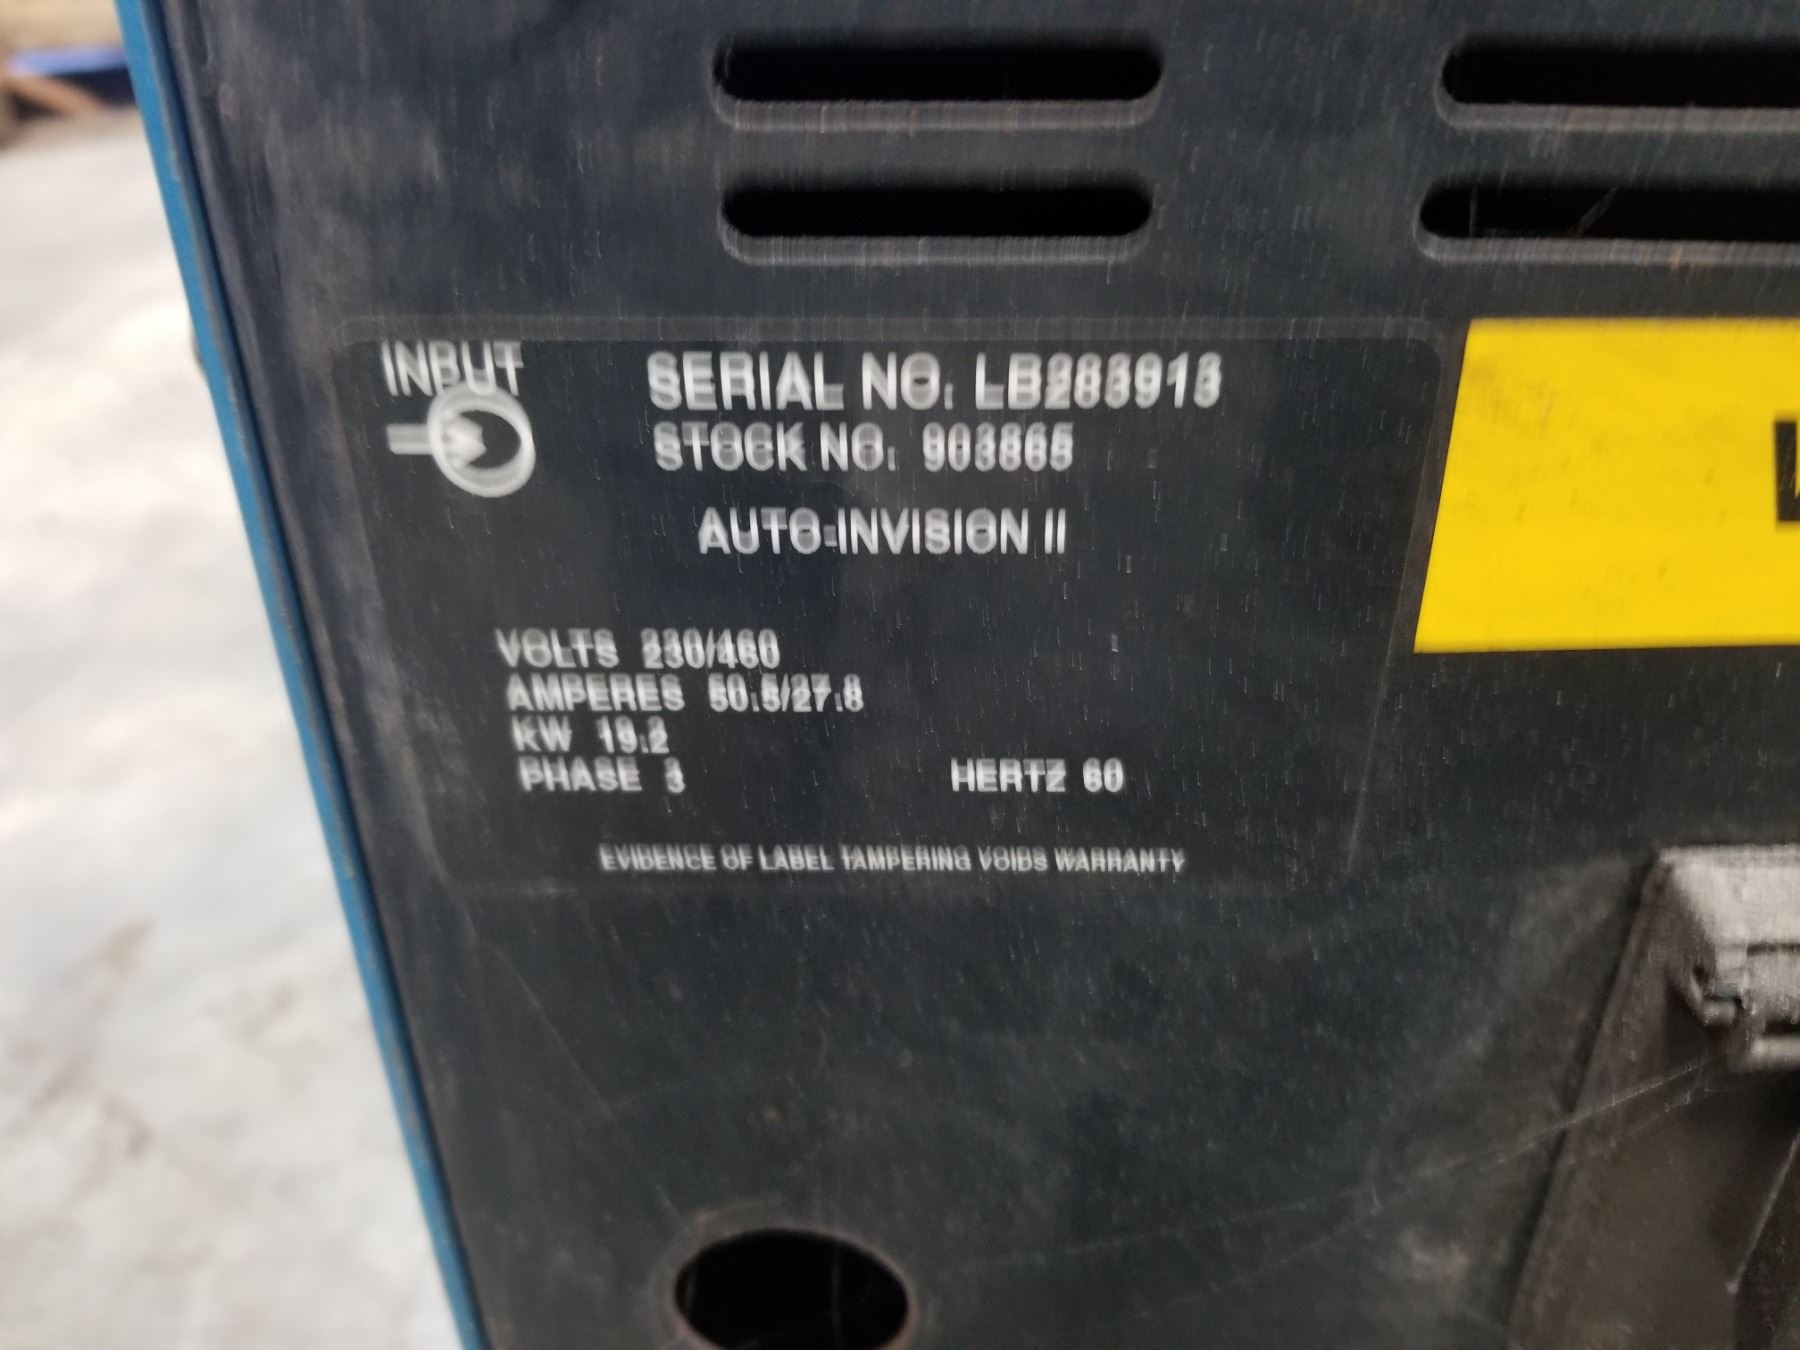 INPUT
SERIAL NO. LB283913
STOCK NO. 903865
AUTO-INVISION II
VOLTS 230/460
AMPERES 50.5/27.8
KW 19.2
PHASE 3 HERTZ 60
EVIDENCE OF LABEL TAMPERING VOIDS WARRANTY